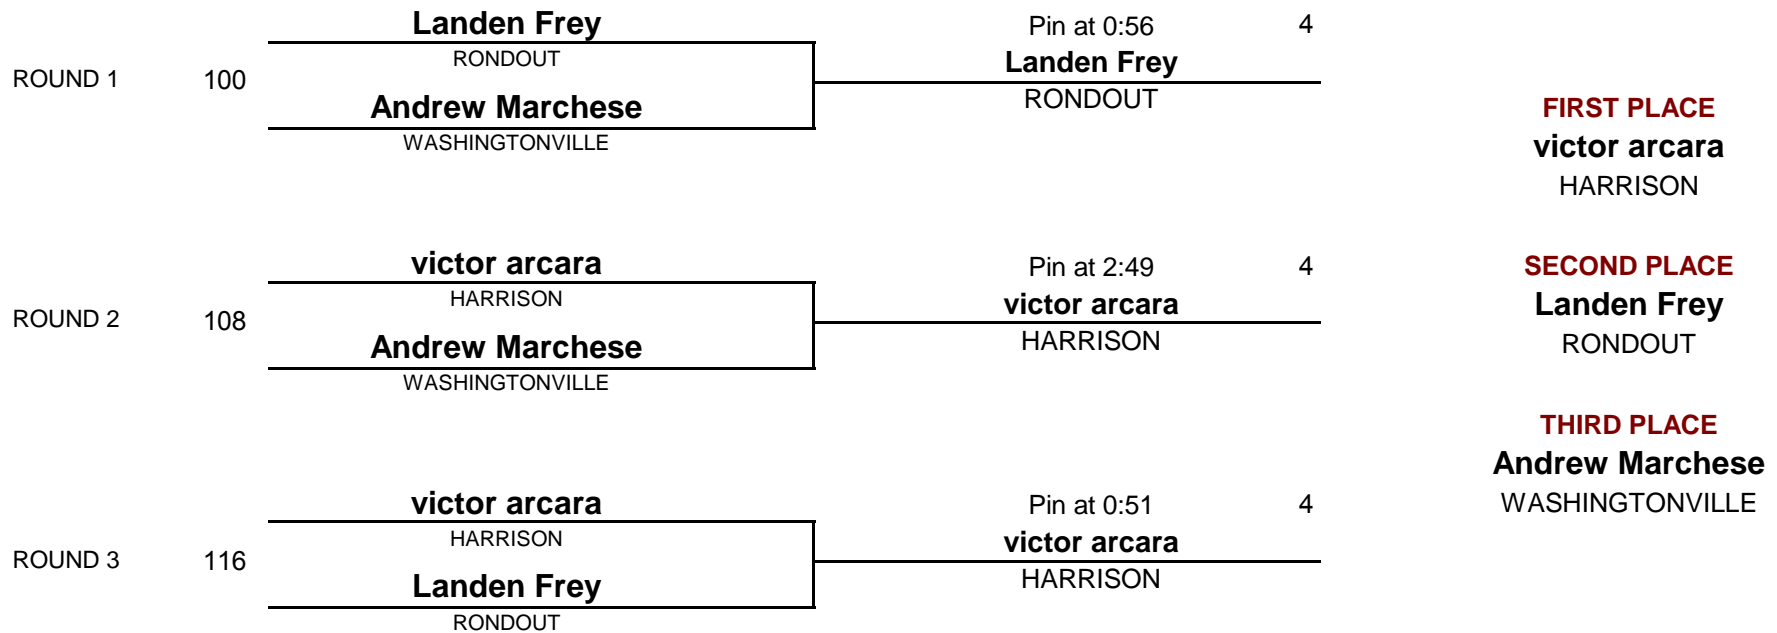 ROUND 1
100
Landen Frey
RONDOUT
Andrew Marchese
WASHINGTONVILLE
Pin at 0:56
4
Landen Frey
RONDOUT
ROUND 2
108
victor arcara
HARRISON
Andrew Marchese
WASHINGTONVILLE
Pin at 2:49
4
victor arcara
HARRISON
ROUND 3
116
victor arcara
HARRISON
Landen Frey
RONDOUT
Pin at 0:51
4
victor arcara
HARRISON
FIRST PLACE
victor arcara
HARRISON
SECOND PLACE
Landen Frey
RONDOUT
THIRD PLACE
Andrew Marchese
WASHINGTONVILLE